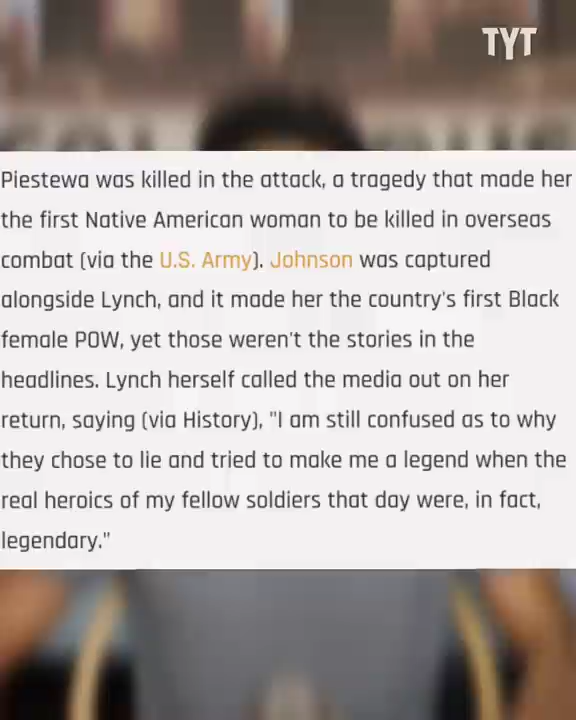 TYT
Piestewa was killed in the attack, a tragedy that made her
the first Native American woman to be killed in overseas
combat (via the U.S. Army). Johnson was captured
alongside Lynch, and it made her the country's first Black
female POW, yet those weren't the stories in the
headlines. Lynch herself called the media out on her
return, saying (via History), "I am still confused as to why
they chose to lie and tried to make me a legend when the
real heroics of my fellow soldiers that day were, in fact,
legendary."